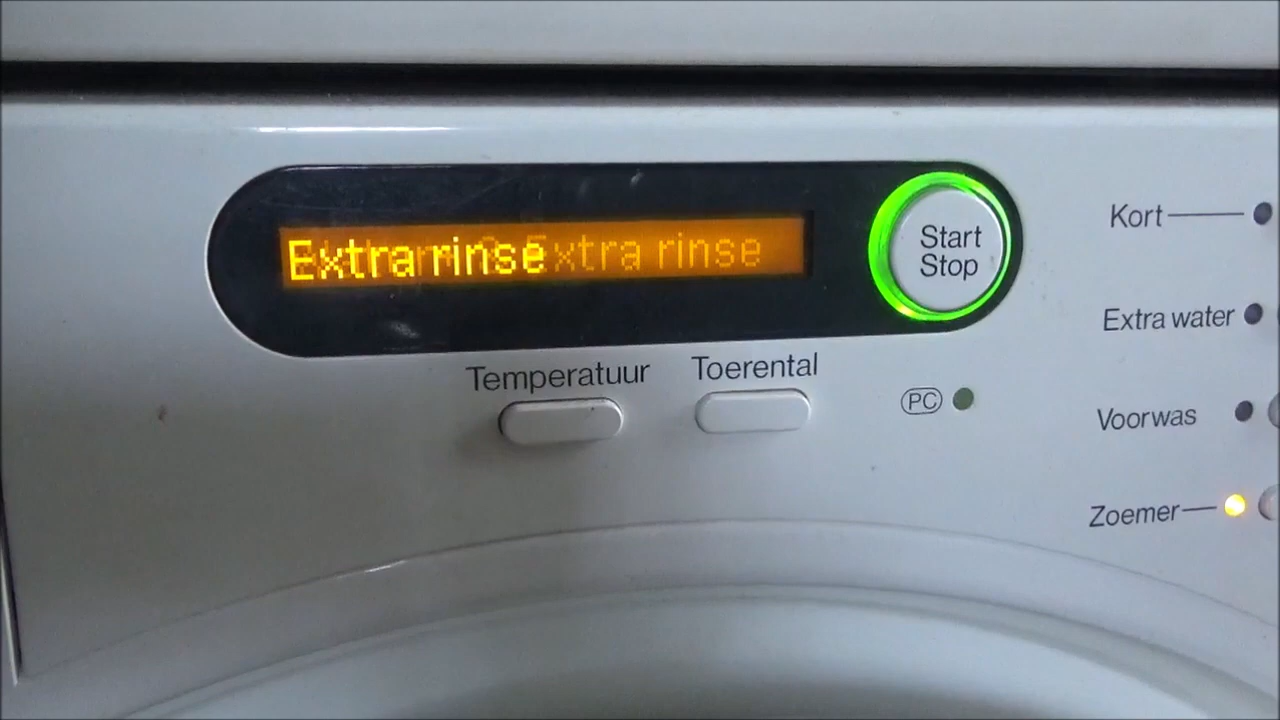 Extra rinse
Extra rinse
Start
Stop
Temperatuur
Toerental
PC
Kort
Extra water
Voorwas
Zoemer